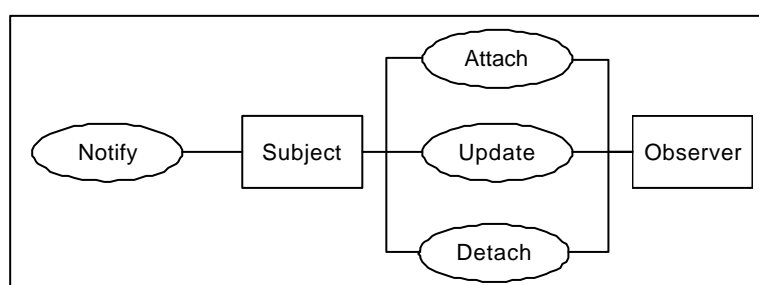 Attach
Notify
Subject
Update
Observer
Detach